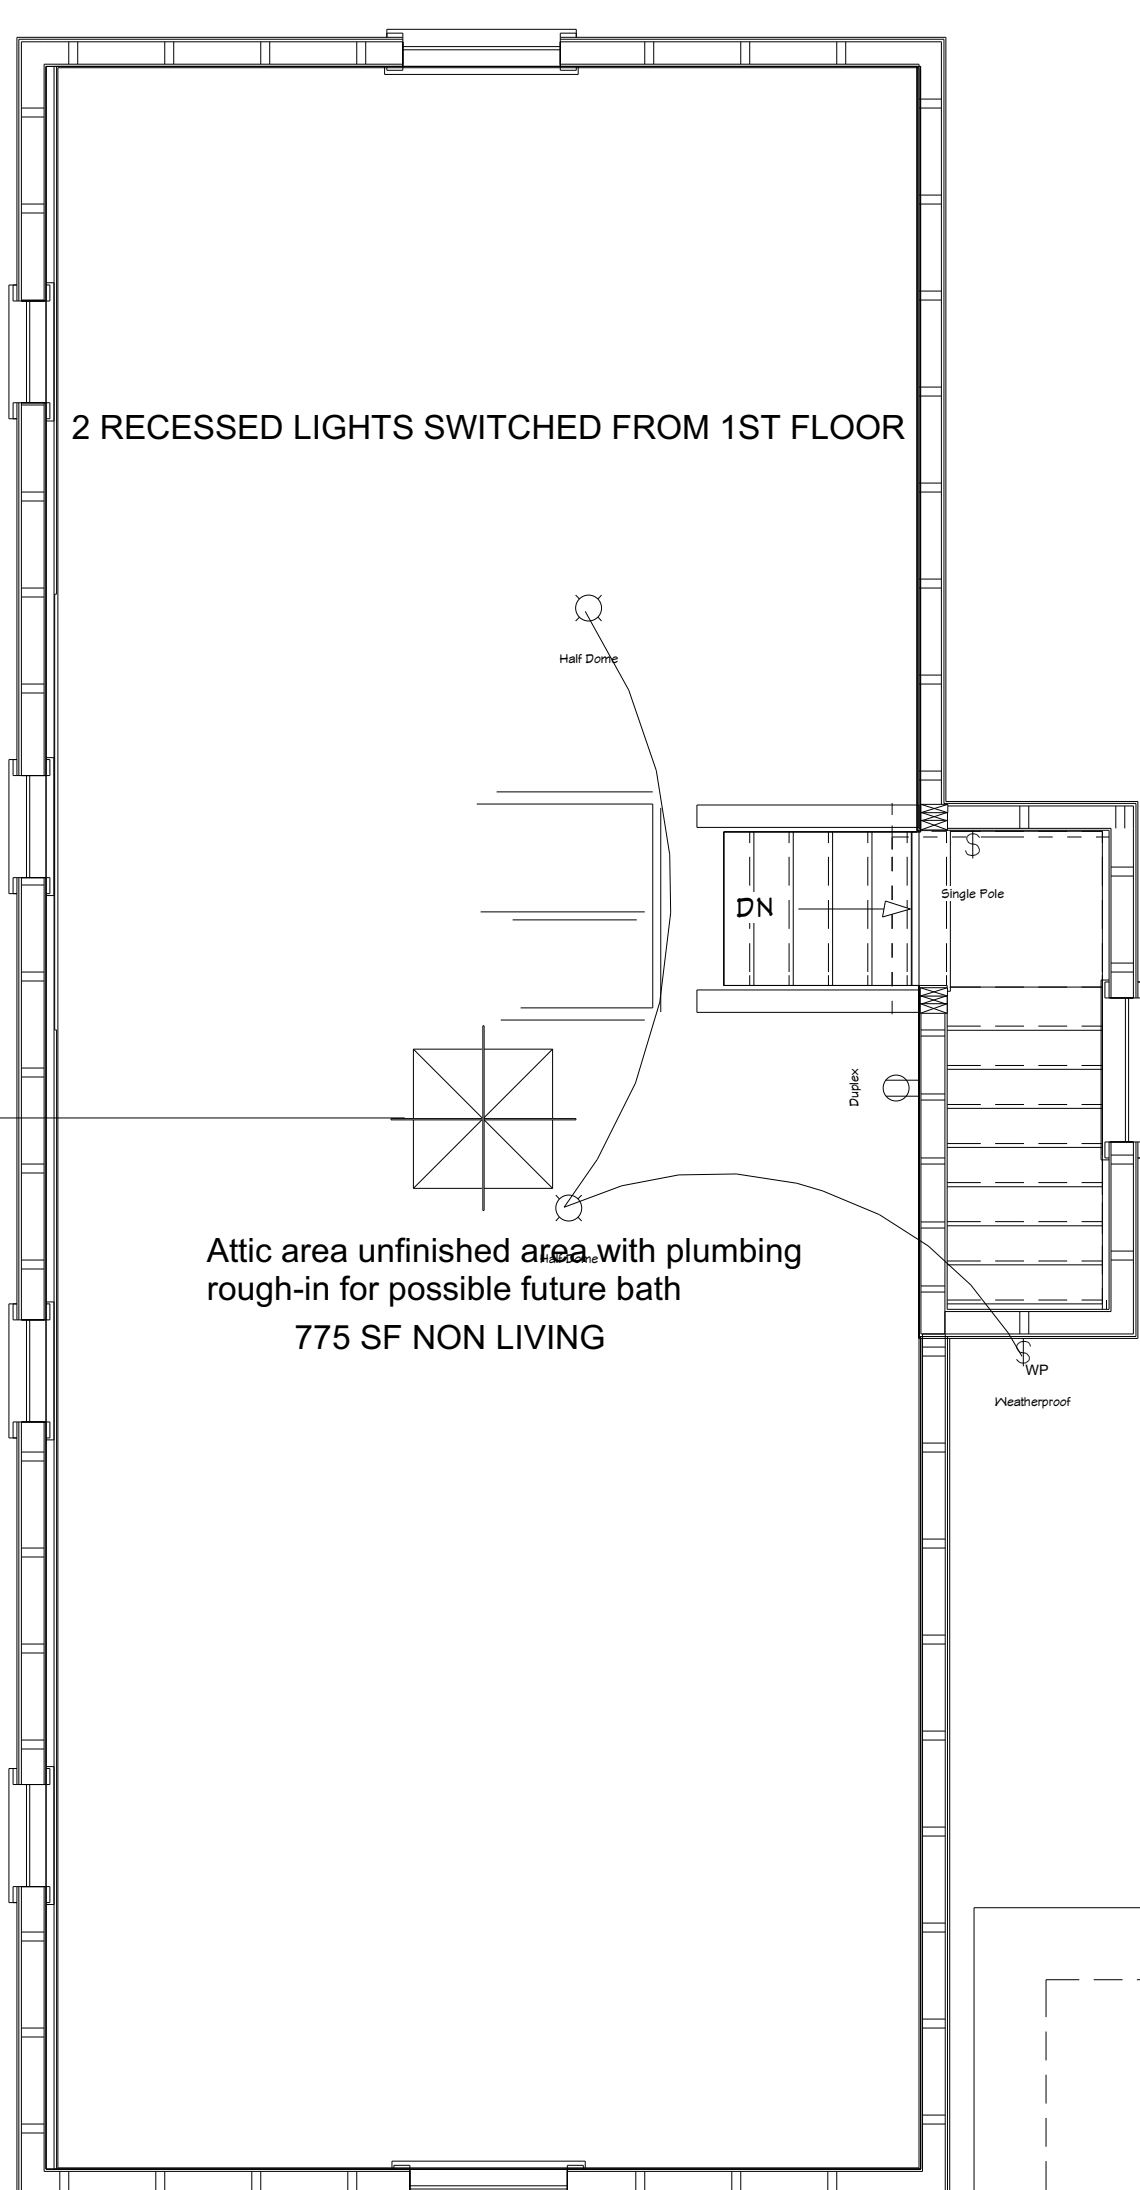 2 RECESSED LIGHTS SWITCHED FROM 1ST FLOOR
Half Dome
DN
$
Single Pole
Duplex
Attic area unfinished area with plumbing
Half Dome
rough-in for possible future bath
775 SF NON LIVING
$
WP
Weatherproof